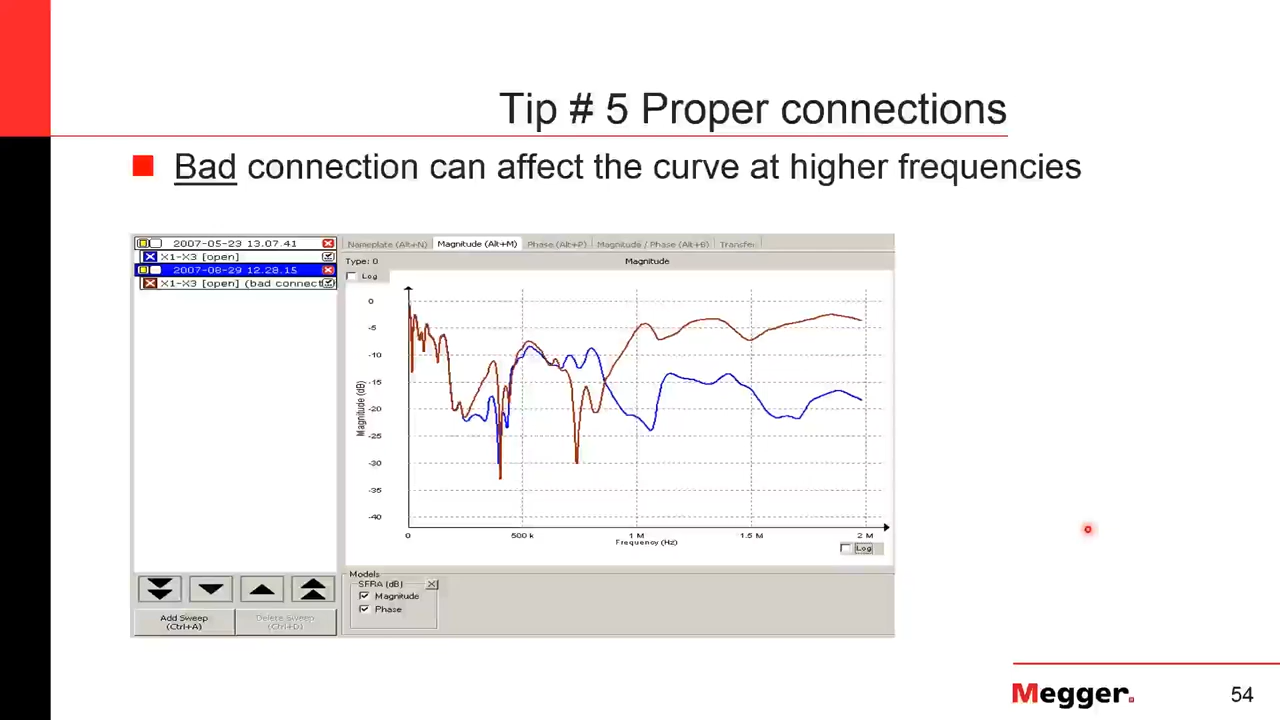 Tip # 5 Proper connections
Bad connection can affect the curve at higher frequencies
2007-05-23 13.07.41
X1-X3 [open]
2007-08-29 12.28.15
X1-X3 [open] (bad connect
Nameplate (Alt+N) Magnitude (Alt+M) Phase (Alt+P) Magnitude / Phase (Alt+B) Transfer
Type: 0 Magnitude
Log
0
-5
-10
-15
-20
-25
-30
-35
-40
Magnitude (dB)
0 500 k 1 M 1.5 M 2 M
Frequency (Hz)
Log
Models
SFRA (dB)
Magnitude
Phase
Add Sweep
(Ctrl+A)
Delete Sweep
(Ctrl+D)
Megger.
54